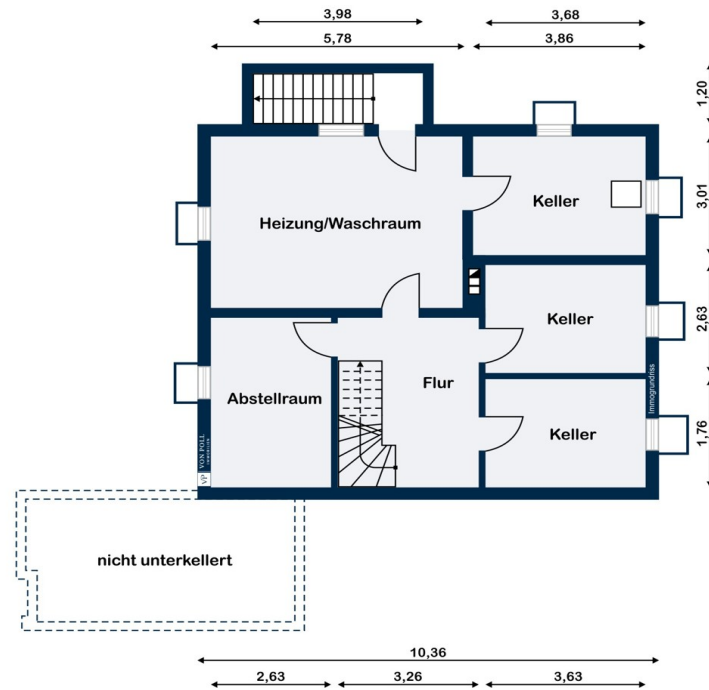 3,98
3,68
5,78
3,86
1,20
3,01
2,63
1,76
Keller
Heizung/Waschraum
Keller
Flur
Abstellraum
Keller
Immogrundriss
VON POLL
VP
nicht unterkellert
10,36
2,63
3,26
3,63